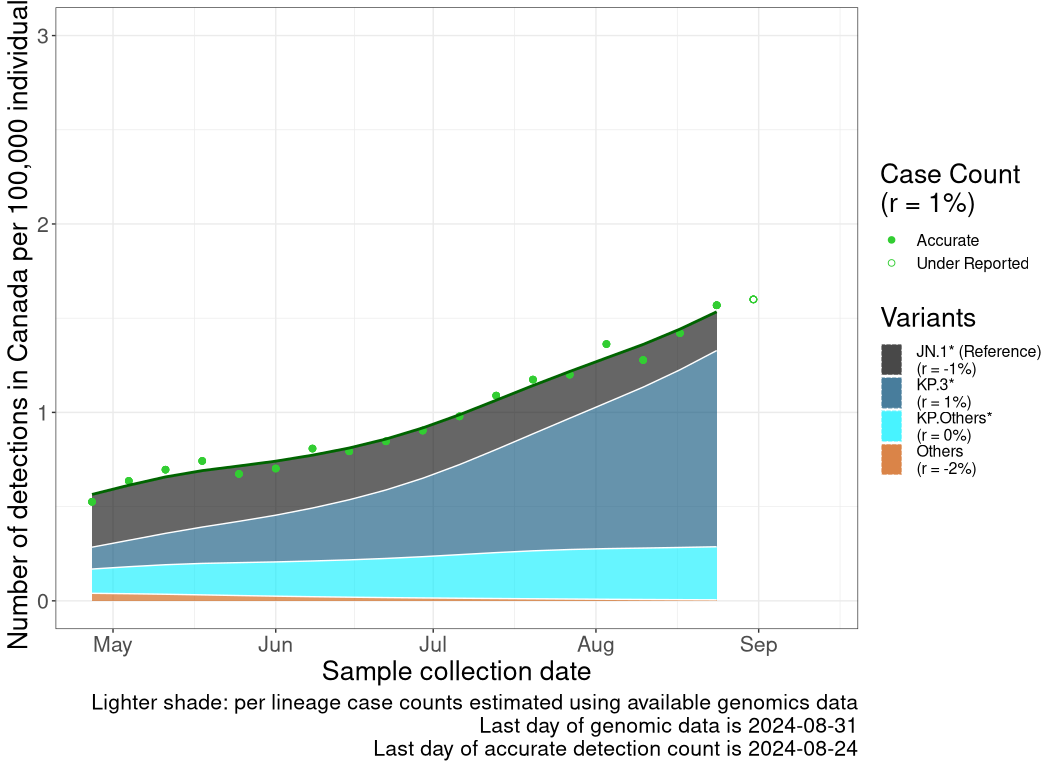 Number of detections in Canada per 100,000 individual
3
2
1
0
May Jun Jul Aug Sep
Sample collection date
Lighter shade: per lineage case counts estimated using available genomics data
Last day of genomic data is 2024-08-31
Last day of accurate detection count is 2024-08-24
Case Count
(r = 1%)
Accurate
Under Reported
Variants
JN.1* (Reference)
(r = -1%)
KP.3*
(r = 1%)
KP.Others*
(r = 0%)
Others
(r = -2%)